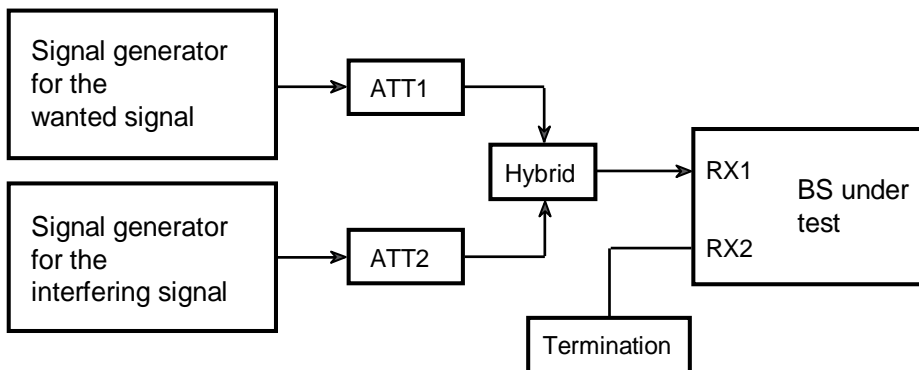 Signal generator
for the
wanted signal
ATT1
Hybrid
RX1
BS under
test
RX2
Signal generator
for the
interfering signal
ATT2
Termination